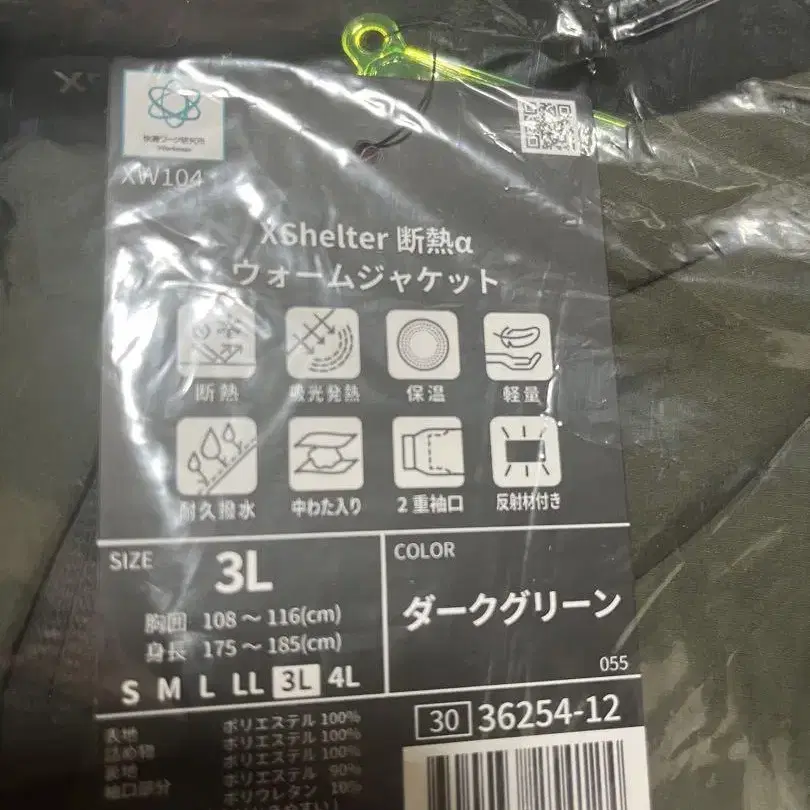 快適ワーク研究所
XW104
XShelter 断熱α
ウォームジャケット
断熱 吸光発熱 保温 軽量
耐久撥水 中わた入り 2重袖口 反射材付き
SIZE
3L
胸囲 108～116(cm)
身長 175～185(cm)
S M L LL 3L 4L
COLOR
ダークグリーン
055
30 36254-12
表地 ポリエステル 100%
詰め物 ポリエステル 100%
裏地 ポリエステル 100%
袖口部分 ポリエステル 90%
ポリウレタン 10%